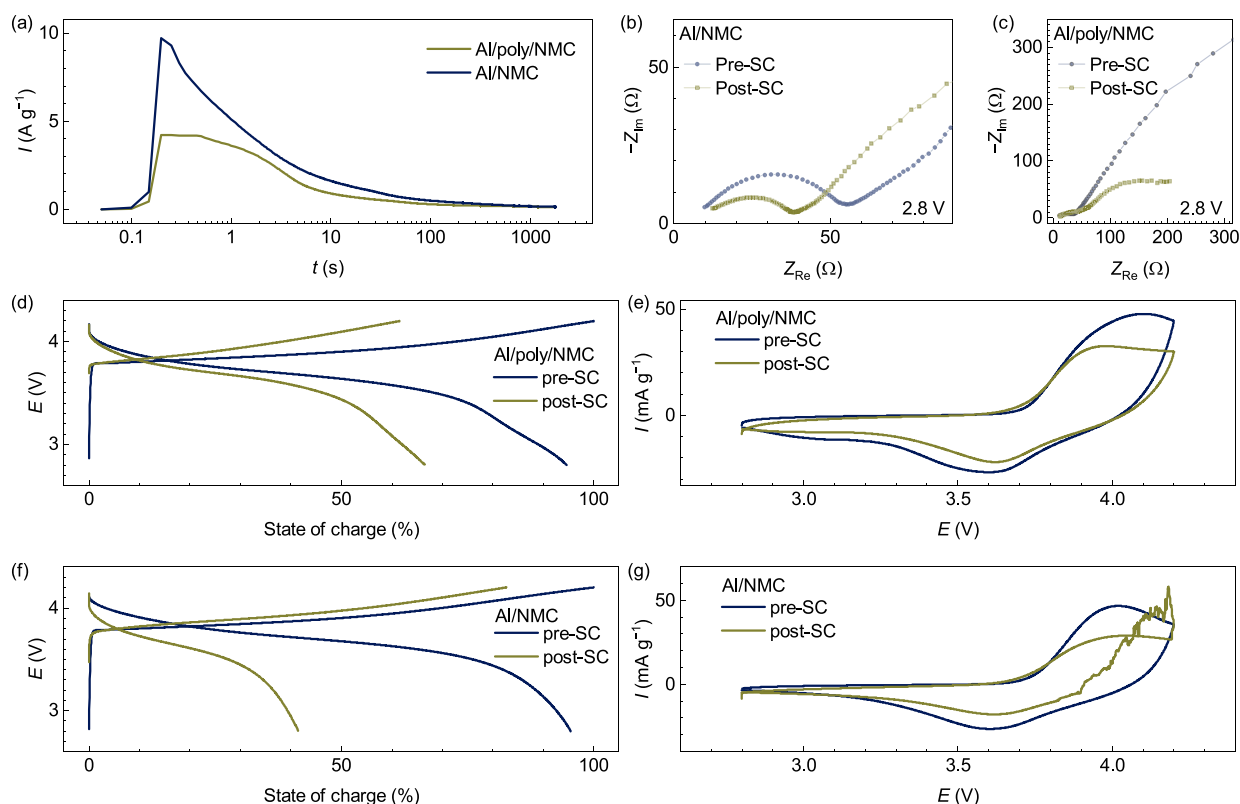 (a)
10
5
0
I (A g⁻¹)
Al/poly/NMC
Al/NMC
0.1
1
10
100
1000
t (s)
(b)
Al/NMC
Pre-SC
Post-SC
50
0
−Z_Im (Ω)
0
50
2.8 V
Z_Re (Ω)
(c)
Al/poly/NMC
Pre-SC
Post-SC
300
200
100
0
−Z_Im (Ω)
2.8 V
0
100
200
300
Z_Re (Ω)
(d)
4
3
E (V)
Al/poly/NMC
pre-SC
post-SC
0
50
100
State of charge (%)
(e)
Al/poly/NMC
pre-SC
post-SC
50
0
I (mA g⁻¹)
3.0
3.5
4.0
E (V)
(f)
4
3
E (V)
Al/NMC
pre-SC
post-SC
0
50
100
State of charge (%)
(g)
Al/NMC
pre-SC
post-SC
50
0
I (mA g⁻¹)
3.0
3.5
4.0
E (V)